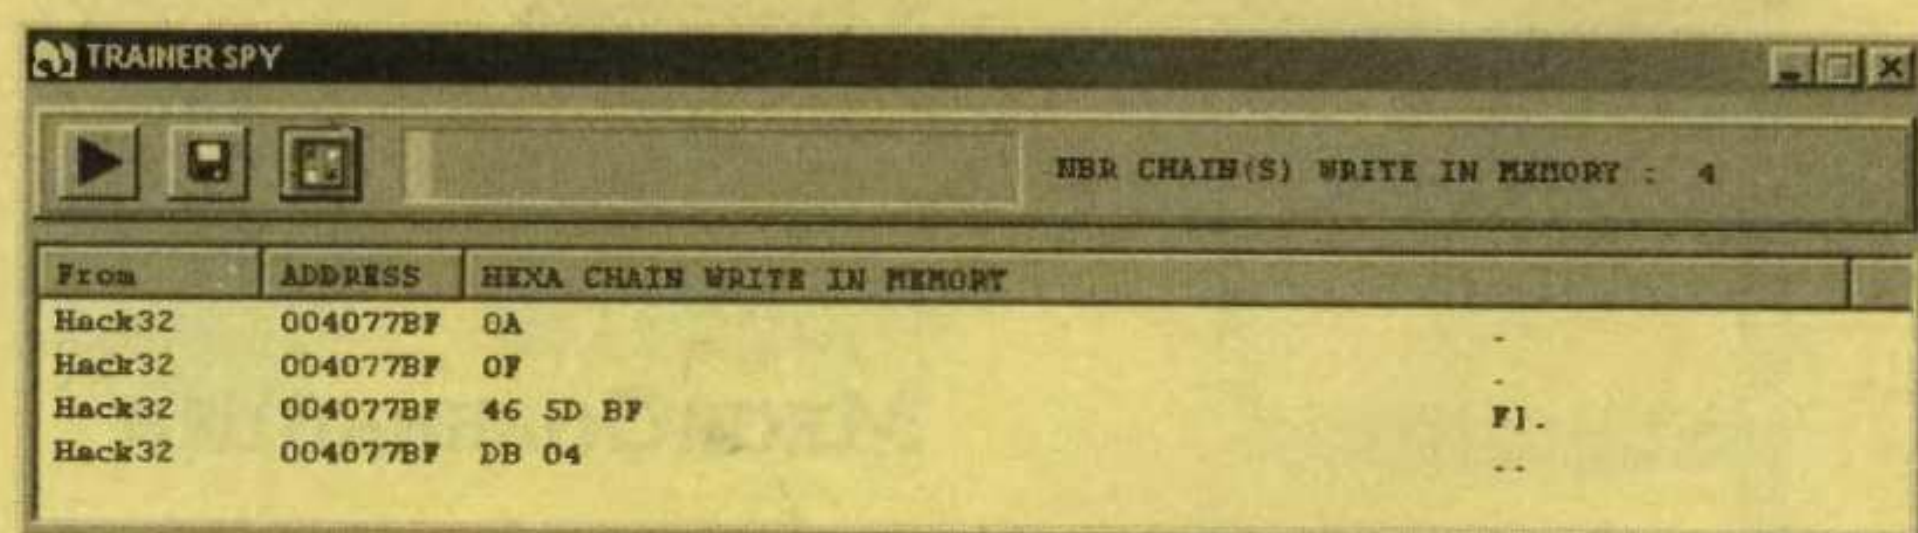 TRAINER SPY
NBR CHAIN(S) WRITE IN MEMORY : 4
From ADDRESS HEXA CHAIN WRITE IN MEMORY
Hack32 004077BF 0A .
Hack32 004077BF 0F .
Hack32 004077BF 46 5D BF F].
Hack32 004077BF DB 04 ..